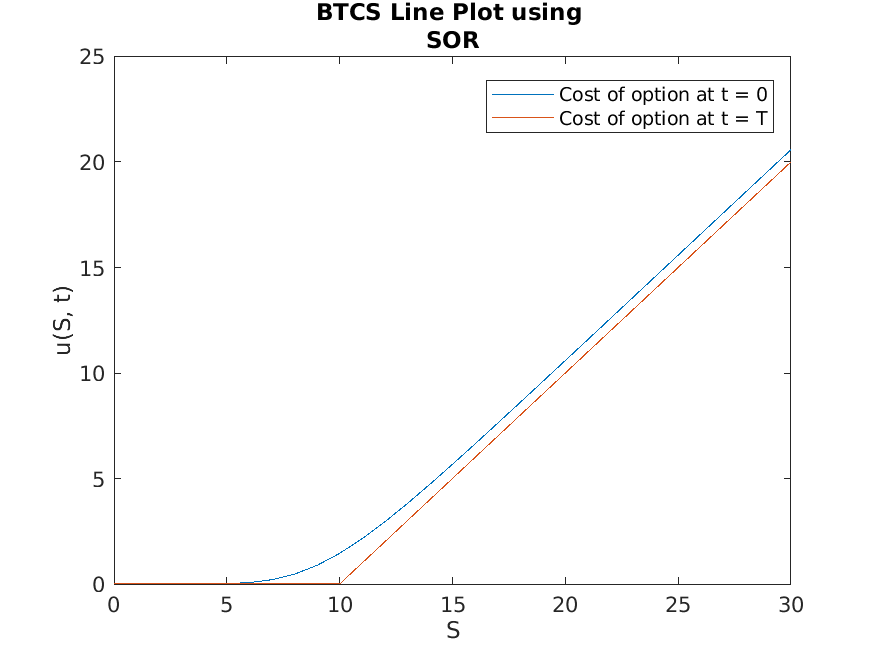 BTCS Line Plot using
SOR
25
20
15
10
5
0
u(S, t)
Cost of option at t = 0
Cost of option at t = T
0 5 10 15 20 25 30
S